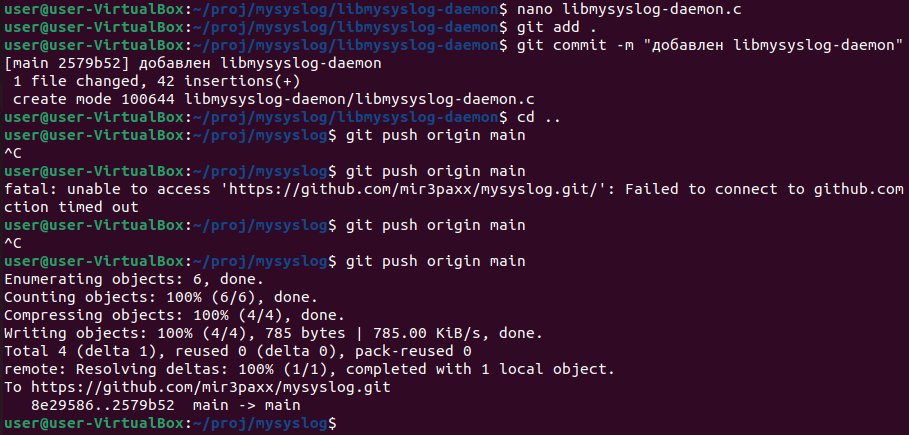 user@user-VirtualBox:~/proj/mysyslog/libmysyslog-daemon$ nano libmysyslog-daemon.c
user@user-VirtualBox:~/proj/mysyslog/libmysyslog-daemon$ git add .
user@user-VirtualBox:~/proj/mysyslog/libmysyslog-daemon$ git commit -m "добавлен libmysyslog-daemon"
[main 2579b52] добавлен libmysyslog-daemon
 1 file changed, 42 insertions(+)
 create mode 100644 libmysyslog-daemon/libmysyslog-daemon.c
user@user-VirtualBox:~/proj/mysyslog/libmysyslog-daemon$ cd ..
user@user-VirtualBox:~/proj/mysyslog$ git push origin main
^C
user@user-VirtualBox:~/proj/mysyslog$ git push origin main
fatal: unable to access 'https://github.com/mir3paxx/mysyslog.git/': Failed to connect to github.com
ction timed out
user@user-VirtualBox:~/proj/mysyslog$ git push origin main
^C
user@user-VirtualBox:~/proj/mysyslog$ git push origin main
Enumerating objects: 6, done.
Counting objects: 100% (6/6), done.
Compressing objects: 100% (4/4), done.
Writing objects: 100% (4/4), 785 bytes | 785.00 KiB/s, done.
Total 4 (delta 1), reused 0 (delta 0), pack-reused 0
remote: Resolving deltas: 100% (1/1), completed with 1 local object.
To https://github.com/mir3paxx/mysyslog.git
   8e29586..2579b52  main -> main
user@user-VirtualBox:~/proj/mysyslog$